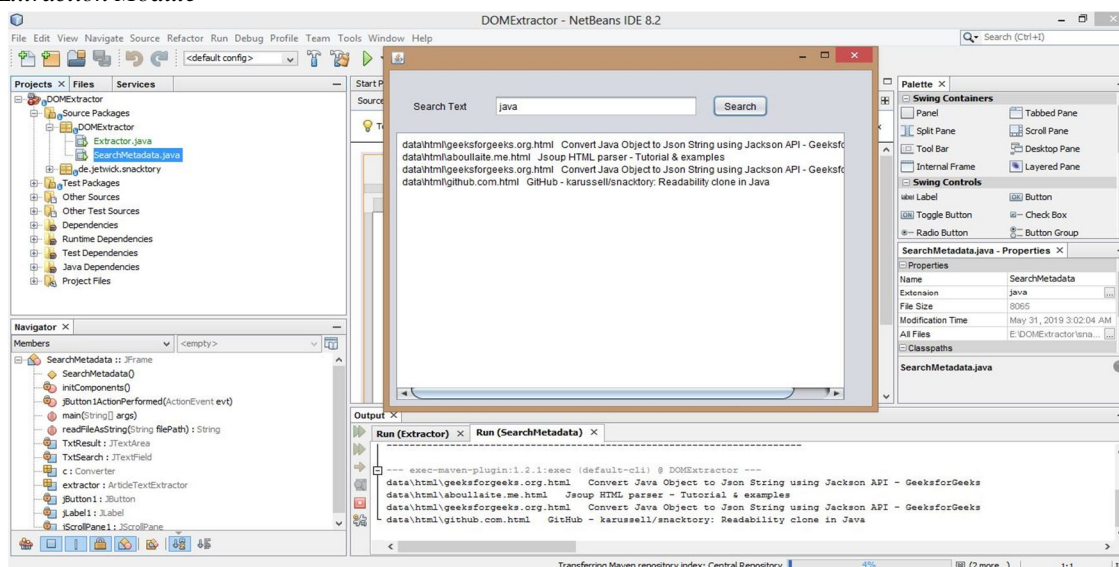 DOMExtractor - NetBeans IDE 8.2
File Edit View Navigate Source Refactor Run Debug Profile Team Tools Window Help
Search (Ctrl+I)
<default config>
Projects Files Services
DOMExtractor
Source Packages
DOMExtractor
Extractor.java
SearchMetadata.java
de.jetwick.snacktory
Test Packages
Other Sources
Other Test Sources
Dependencies
Runtime Dependencies
Test Dependencies
Java Dependencies
Project Files
Navigator
Members <empty>
SearchMetadata :: JFrame
SearchMetadata()
initComponents()
jButton1ActionPerformed(ActionEvent evt)
main(String[] args)
readFileAsString(String filePath) : String
TxtResult : JTextArea
TxtSearch : JTextField
c : Converter
extractor : ArticleTextExtractor
jButton1 : JButton
jLabel1 : JLabel
jScrollPane1 : JScrollPane
Start P
Source
Search Text java Search
data\html\geeksforgeeks.org.html Convert Java Object to Json String using Jackson API - Geeksfo
data\html\aboullaite.me.html Jsoup HTML parser - Tutorial & examples
data\html\geeksforgeeks.org.html Convert Java Object to Json String using Jackson API - Geeksfo
data\html\github.com.html GitHub - karussell/snacktory: Readability clone in Java
Output
Run (Extractor) Run (SearchMetadata)
--- exec-maven-plugin:1.2.1:exec (default-cli) @ DOMExtractor ---
data\html\geeksforgeeks.org.html Convert Java Object to Json String using Jackson API - GeeksforGeeks
data\html\aboullaite.me.html Jsoup HTML parser - Tutorial & examples
data\html\geeksforgeeks.org.html Convert Java Object to Json String using Jackson API - GeeksforGeeks
data\html\github.com.html GitHub - karussell/snacktory: Readability clone in Java
Palette
Swing Containers
Panel Tabbed Pane
Split Pane Scroll Pane
Tool Bar Desktop Pane
Internal Frame Layered Pane
Swing Controls
label Label OK Button
ON Toggle Button Check Box
Radio Button Button Group
SearchMetadata.java - Properties
Properties
Name SearchMetadata
Extension java
File Size 8065
Modification Time May 31, 2019 3:02:04 AM
All Files E:\DOMExtractor\sna...
Classpaths
SearchMetadata.java
Transferring Maven repository index: Central Repository 4% (2 more...) 1:1